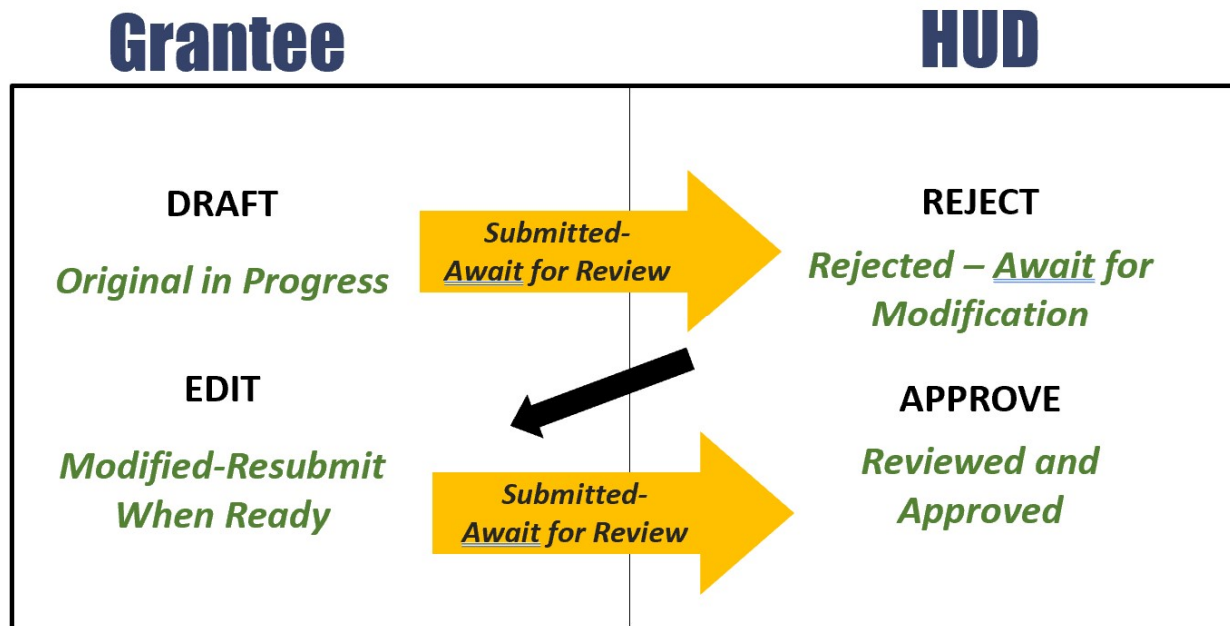 Grantee
HUD
DRAFT
Original in Progress
Submitted-
Await for Review
REJECT
Rejected – Await for
Modification
EDIT
Modified-Resubmit
When Ready
Submitted-
Await for Review
APPROVE
Reviewed and
Approved